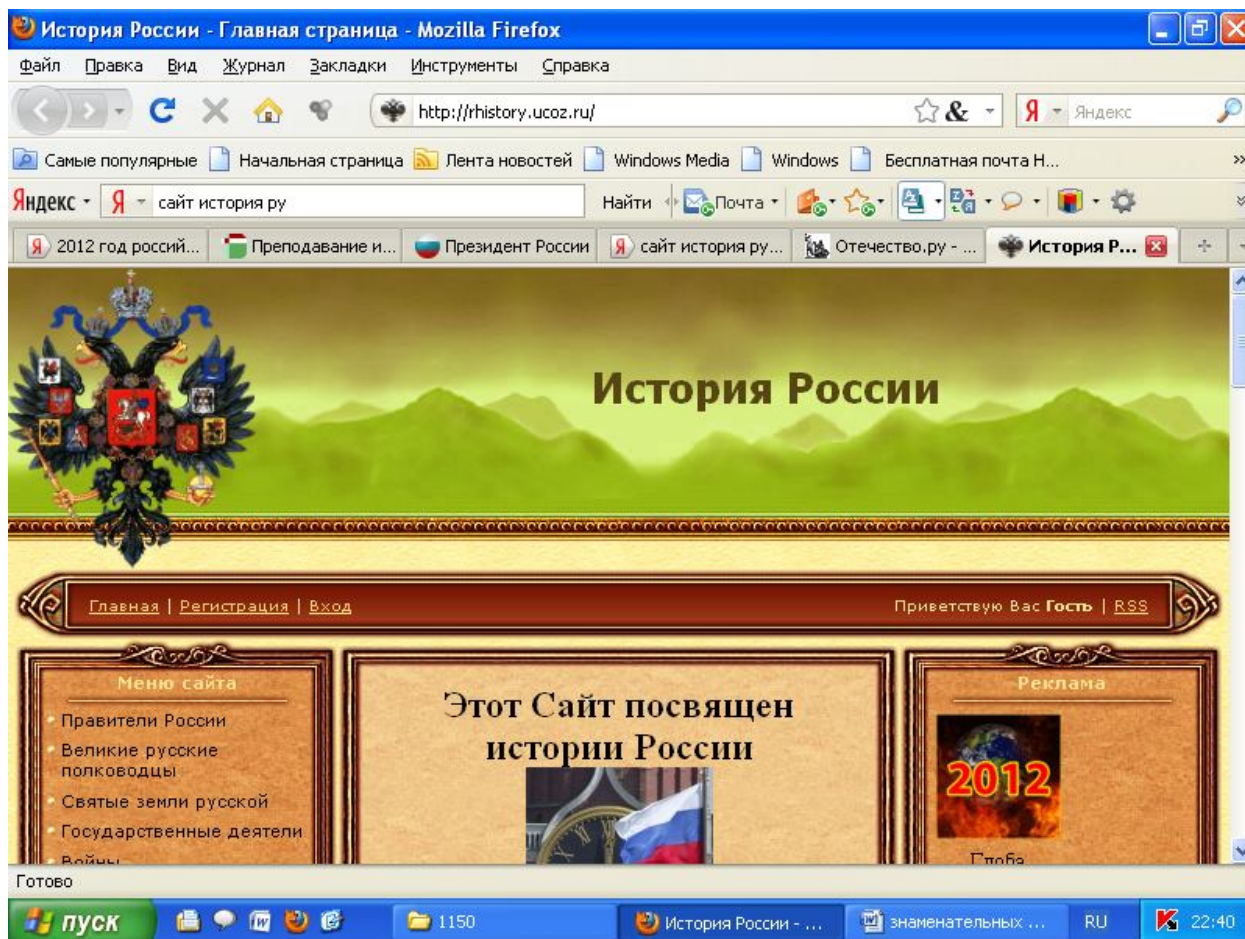 История России - Главная страница - Mozilla Firefox
Файл Правка Вид Журнал Закладки Инструменты Справка
http://rhistory.ucoz.ru/ & Я Яндекс
Самые популярные Начальная страница Лента новостей Windows Media Windows Бесплатная почта H...
Яндекс Я сайт история ру Найти Почта
Я 2012 год россий... Преподавание и... Президент России Я сайт история ру... Отечество.ру - ... История Р...
История России
Главная | Регистрация | Вход Приветствую Вас Гость | RSS
Меню сайта
Правители России
Великие русские
полководцы
Святые земли русской
Государственные деятели
Войны
Этот Сайт посвящен
истории России
Реклама
2012
Глоба
Готово
пуск 1150 История России - ... знаменательных ... RU 22:40